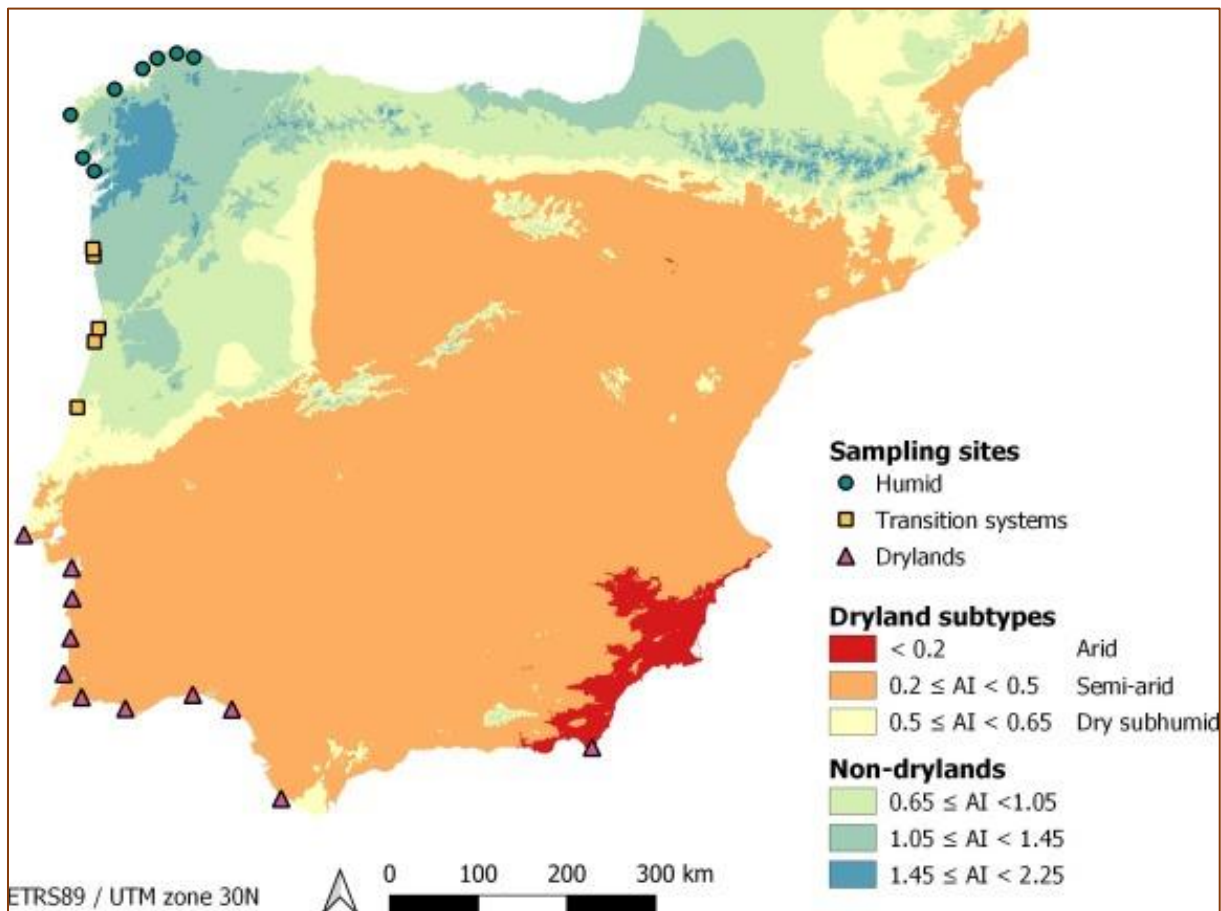 Sampling sites
Humid
Transition systems
Drylands
Dryland subtypes
< 0.2 Arid
0.2 ≤ AI < 0.5 Semi-arid
0.5 ≤ AI < 0.65 Dry subhumid
Non-drylands
0.65 ≤ AI <1.05
1.05 ≤ AI < 1.45
1.45 ≤ AI < 2.25
0 100 200 300 km
ETRS89 / UTM zone 30N